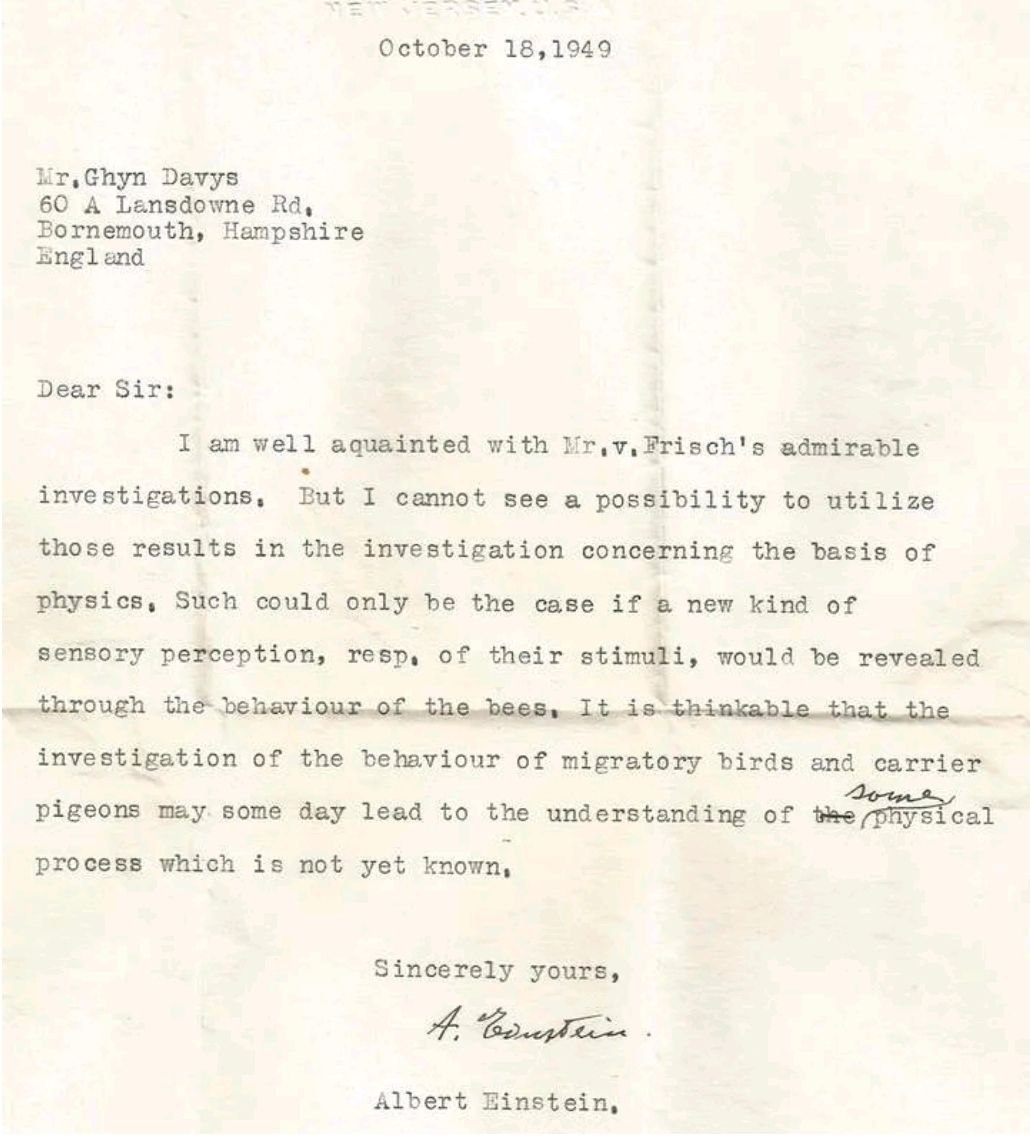 NEW JERSEY, U.S.A
October 18,1949
Mr.Ghyn Davys
60 A Lansdowne Rd.
Bornemouth, Hampshire
England
Dear Sir:
I am well aquainted with Mr.v.Frisch's admirable
investigations. But I cannot see a possibility to utilize
those results in the investigation concerning the basis of
physics. Such could only be the case if a new kind of
sensory perception, resp. of their stimuli, would be revealed
through the behaviour of the bees. It is thinkable that the
investigation of the behaviour of migratory birds and carrier
some
pigeons may some day lead to the understanding of the physical
process which is not yet known.
Sincerely yours,
A. Einstein.
Albert Einstein.